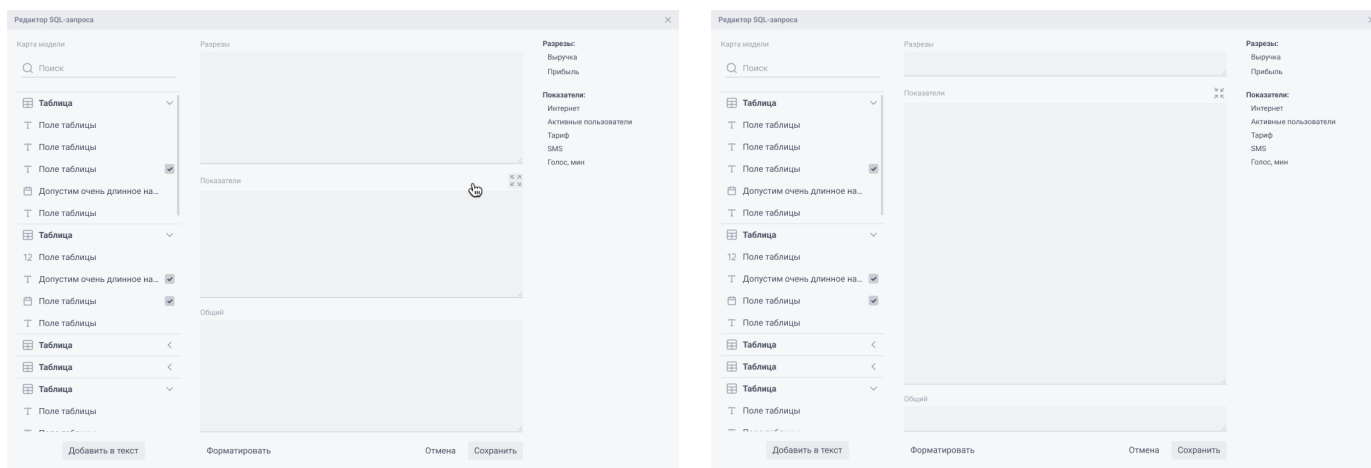 Редактор SQL-запроса
Карта модели
Поиск
Таблица
Поле таблицы
Поле таблицы
Поле таблицы
Допустим очень длинное на...
Поле таблицы
Таблица
12 Поле таблицы
Допустим очень длинное на...
Поле таблицы
Поле таблицы
Таблица
Таблица
Таблица
Поле таблицы
Добавить в текст
Разрезы
Показатели
Общий
Форматировать
Отмена
Сохранить
Разрезы:
Выручка
Прибыль
Показатели:
Интернет
Активные пользователи
Тариф
SMS
Голос, мин
Редактор SQL-запроса
Карта модели
Поиск
Таблица
Поле таблицы
Поле таблицы
Поле таблицы
Допустим очень длинное на...
Поле таблицы
Таблица
12 Поле таблицы
Допустим очень длинное на...
Поле таблицы
Поле таблицы
Таблица
Таблица
Таблица
Поле таблицы
Добавить в текст
Разрезы
Показатели
Общий
Форматировать
Отмена
Сохранить
Разрезы:
Выручка
Прибыль
Показатели:
Интернет
Активные пользователи
Тариф
SMS
Голос, мин